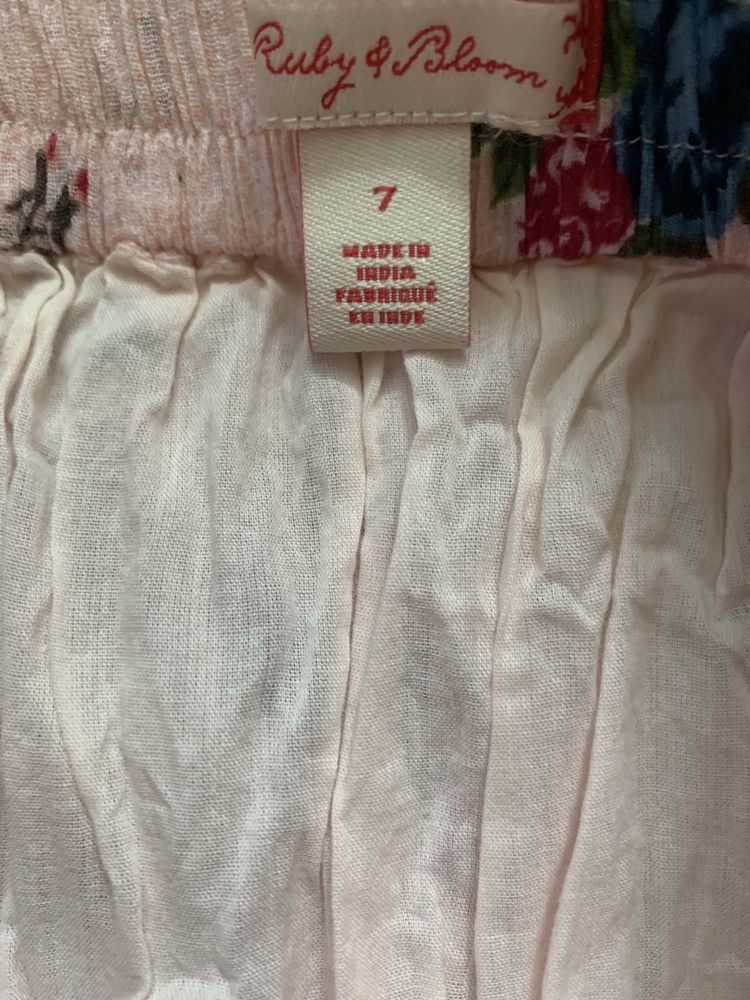 Ruby & Bloom
7
MADE IN
INDIA
FABRIQUÉ
EN INDE